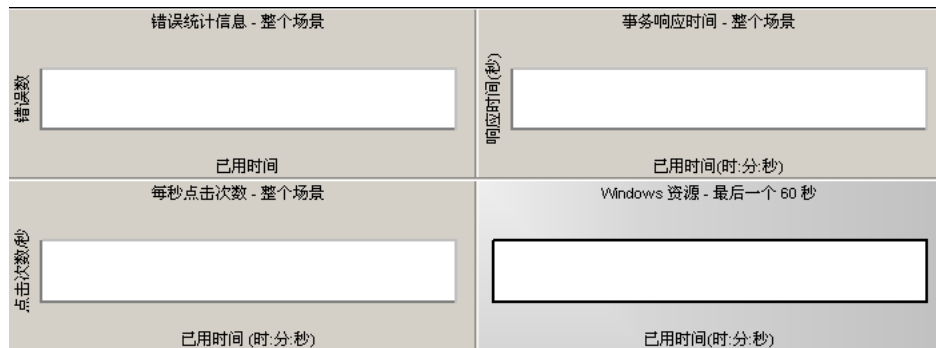 错误统计信息 - 整个场景
错误数
已用时间
事务响应时间 - 整个场景
响应时间(秒)
已用时间(时:分:秒)
每秒点击次数 - 整个场景
点击次数/秒
已用时间 (时:分:秒)
Windows 资源 - 最后一个 60 秒
已用时间(时:分:秒)